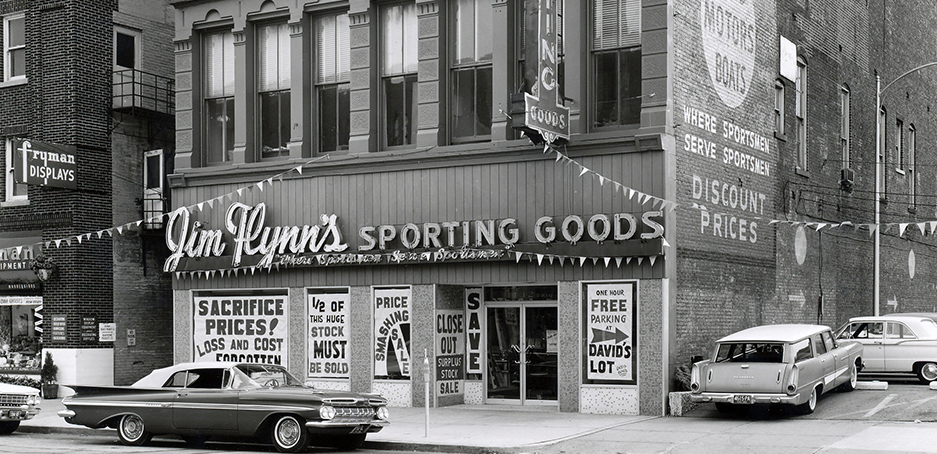 MOTORS
BOATS
ING
GOODS
WHERE SPORTSMEN
SERVE SPORTSMEN
DISCOUNT
PRICES
fryman
DISPLAYS
Jim Flynn's SPORTING GOODS
Where Sportsmen Serve Sportsmen
SACRIFICE
PRICES!
LOSS AND COST
FORGOTTEN
1/2 OF
THIS HUGE
STOCK
MUST
BE SOLD
PRICE
SMASHING
SALE
CLOSE
OUT
SURPLUS
STOCK
SALE
SAVE
ONE HOUR
FREE
PARKING
AT
DAVID'S
LOT